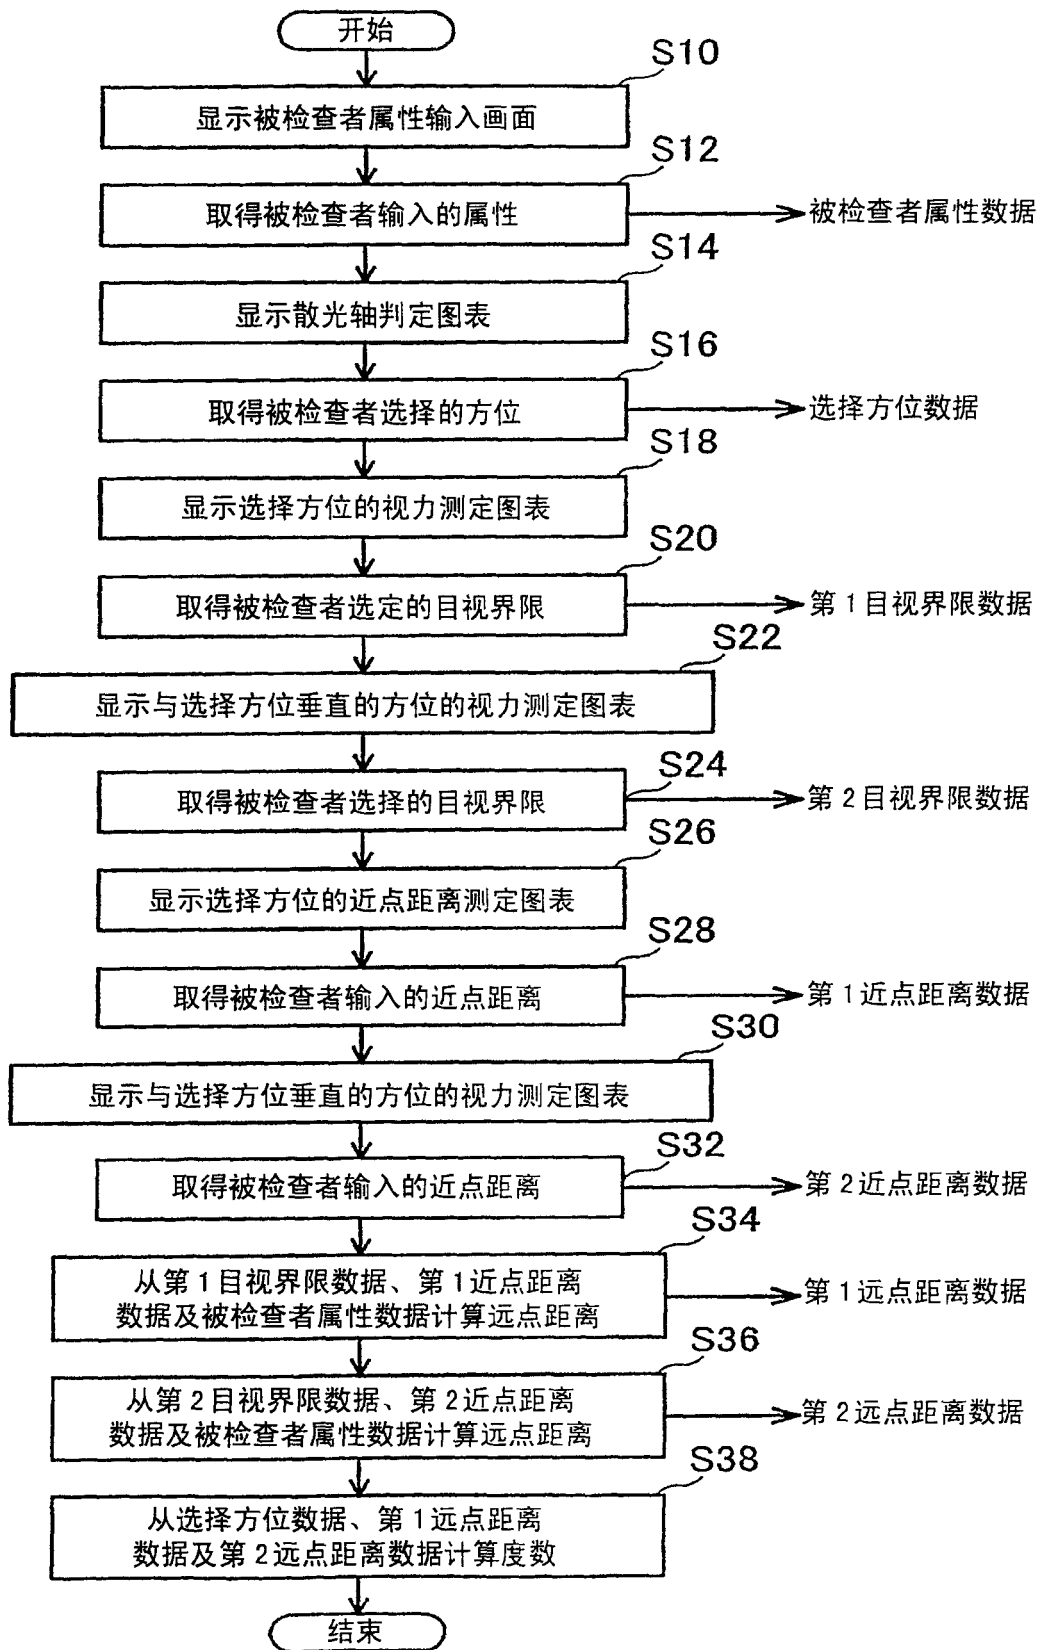 开始
S10
显示被检查者属性输入画面
S12
取得被检查者输入的属性
被检查者属性数据
S14
显示散光轴判定图表
S16
取得被检查者选择的方位
选择方位数据
S18
显示选择方位的视力测定图表
S20
取得被检查者选定的目视界限
第1目视界限数据
S22
显示与选择方位垂直的方位的视力测定图表
S24
取得被检查者选择的目视界限
第2目视界限数据
S26
显示选择方位的近点距离测定图表
S28
取得被检查者输入的近点距离
第1近点距离数据
S30
显示与选择方位垂直的方位的视力测定图表
S32
取得被检查者输入的近点距离
第2近点距离数据
S34
从第1目视界限数据、第1近点距离
数据及被检查者属性数据计算远点距离
第1远点距离数据
S36
从第2目视界限数据、第2近点距离
数据及被检查者属性数据计算远点距离
第2远点距离数据
S38
从选择方位数据、第1远点距离
数据及第2远点距离数据计算度数
结束